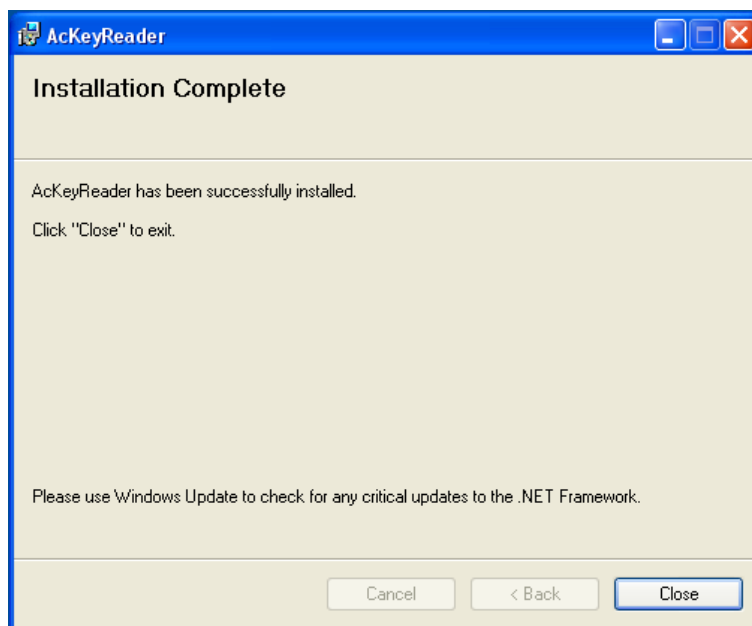 AcKeyReader
Installation Complete
AcKeyReader has been successfully installed.
Click "Close" to exit.
Please use Windows Update to check for any critical updates to the .NET Framework.
Cancel
< Back
Close